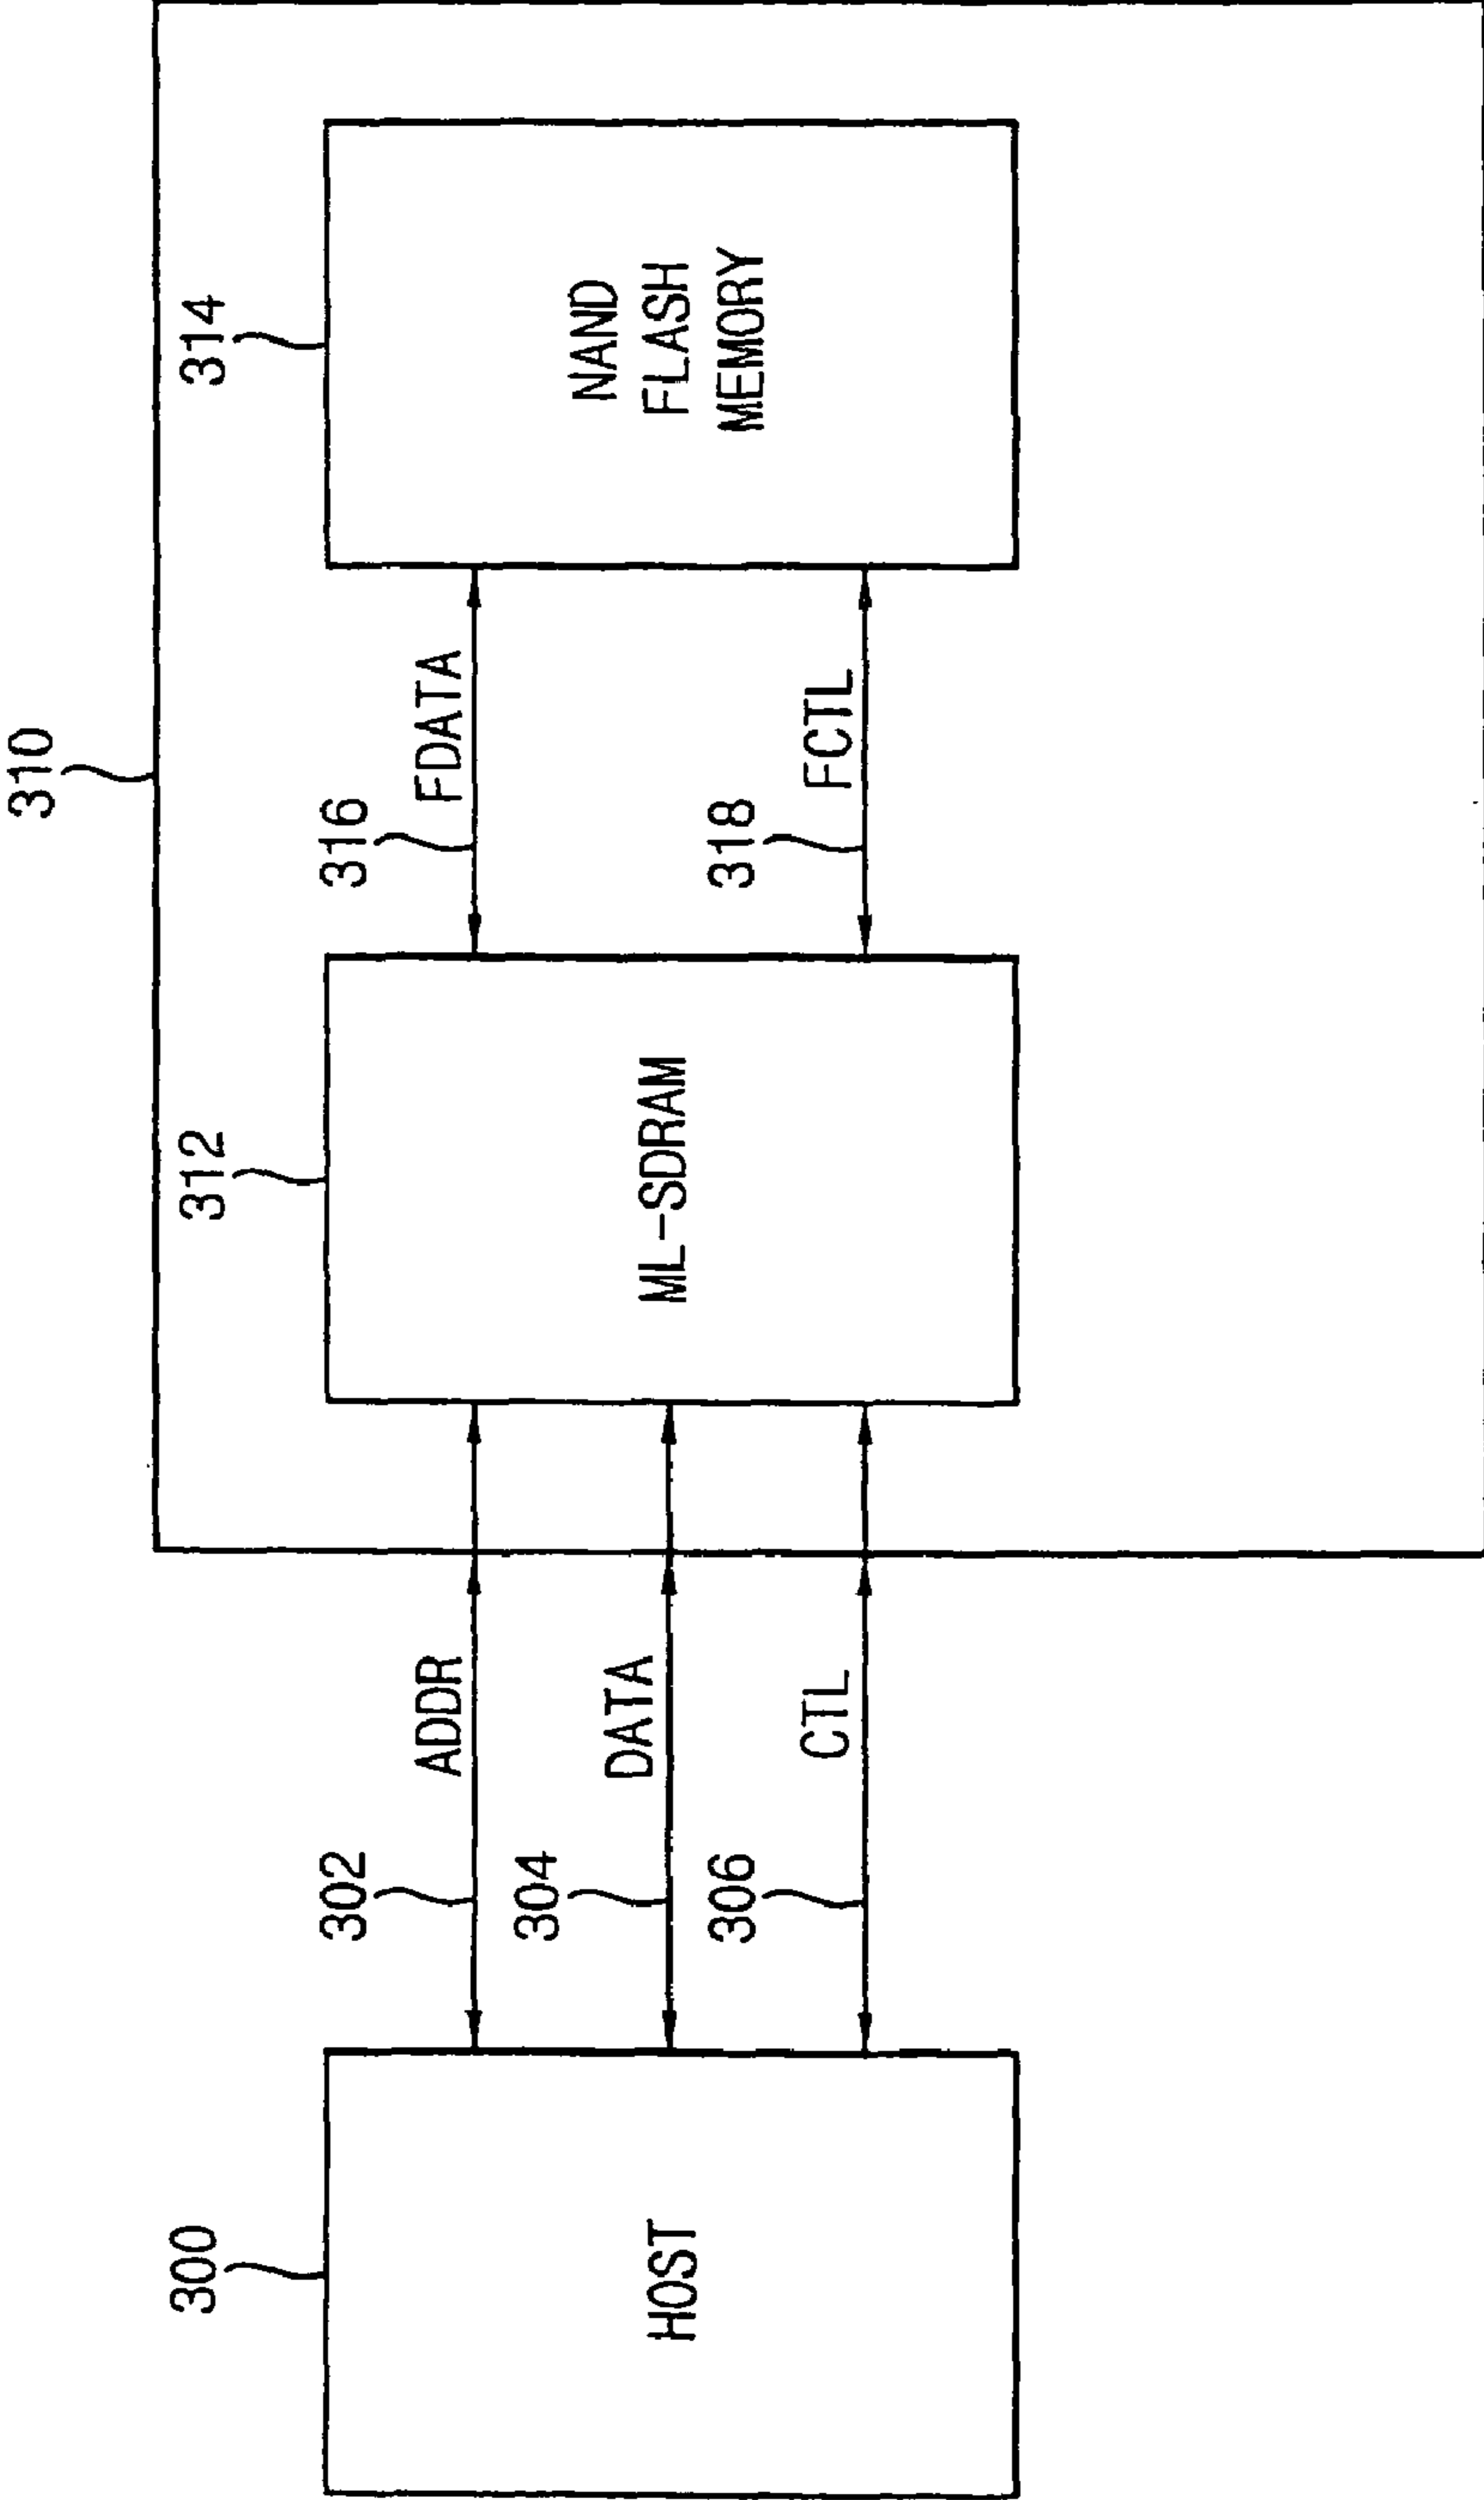 310
300
312
314
302
316
ADDR
FDATA
304
DATA
HOST
ML-SDRAM
NAND
FLASH
MEMORY
306
318
CTL
FCTL